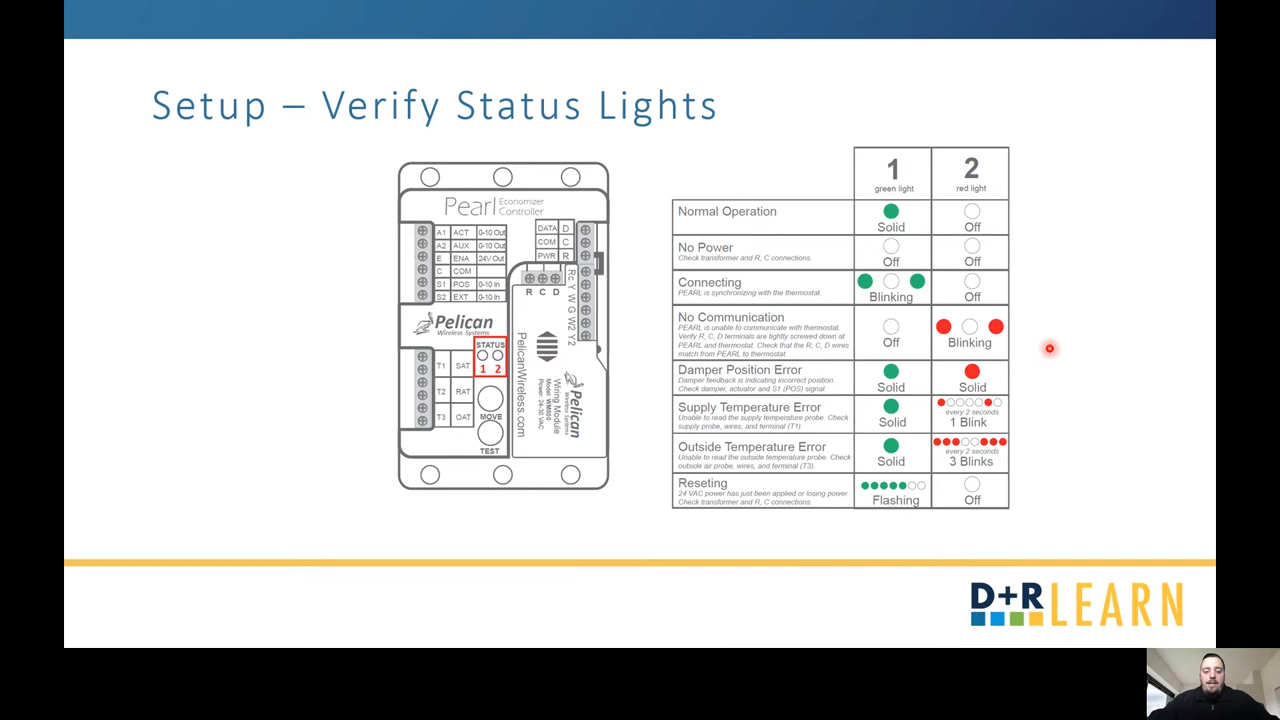 Setup – Verify Status Lights
Pearl Economizer
Controller
A1 ACT 0-10 Out
A2 AUX 0-10 Out
E ENA 24V Out
C COM
S1 POS 0-10 In
S2 EXT 0-10 In
DATA D
COM C
PWR R
R C D
Rc Y W G W2 Y2
Pelican
Wireless Systems
STATUS
1 2
T1 SAT
T2 RAT
T3 OAT
MOVE
TEST
PelicanWireless.com
Pelican
Wireless Systems
Wiring Module
Model: WM500
Power: 24-30 VAC
1
green light
2
red light
Normal Operation
Solid
Off
No Power
Check transformer and R, C connections.
Off
Off
Connecting
PEARL is synchronizing with the thermostat.
Blinking
Off
No Communication
PEARL is unable to communicate with thermostat.
Verify R, C, D terminals are tightly screwed down at
PEARL and thermostat. Check that the R, C, D wires
match from PEARL to thermostat.
Off
Blinking
Damper Position Error
Damper feedback is indicating incorrect position.
Check damper, actuator and S1 (POS) signal.
Solid
Solid
Supply Temperature Error
Unable to read the supply temperature probe. Check
supply probe, wires, and terminal (T1).
Solid
every 2 seconds
1 Blink
Outside Temperature Error
Unable to read the outside temperature probe. Check
outside air probe, wires, and terminal (T3).
Solid
every 2 seconds
3 Blinks
Reseting
24 VAC power has just been applied or losing power.
Check transformer and R, C connections.
Flashing
Off
D+R LEARN